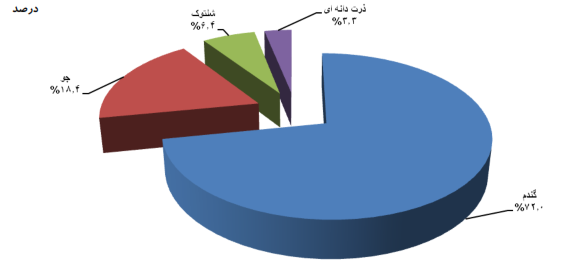 درصد
ذرت دانه ای
%۳.۳
شلتوک
%۶.۴
جو
%۱۸.۴
گندم
%۷۲.۰